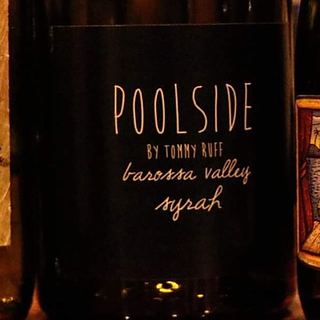 POOLSIDE
BY TOMMY RUFF
barossa valley
syrah